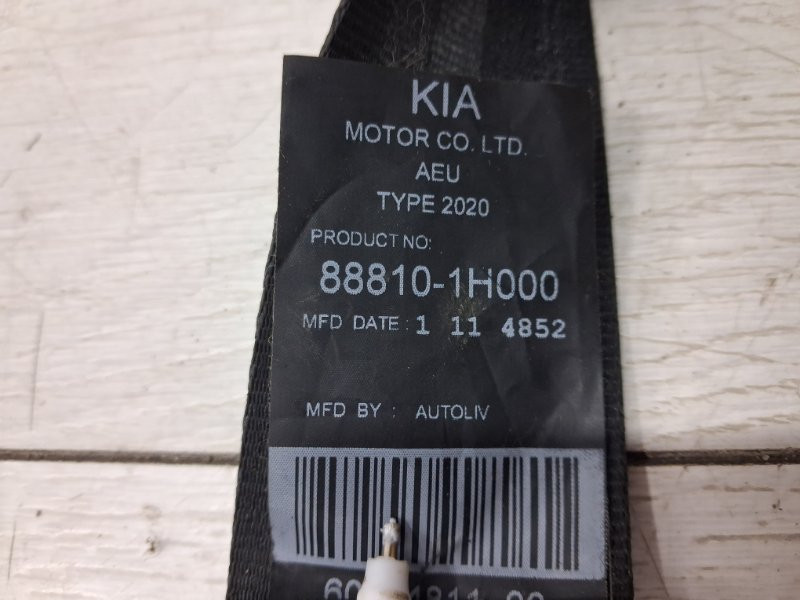 KIA
MOTOR CO. LTD.
AEU
TYPE 2020
PRODUCT NO:
88810-1H000
MFD DATE : 1 11 4852
MFD BY : AUTOLIV